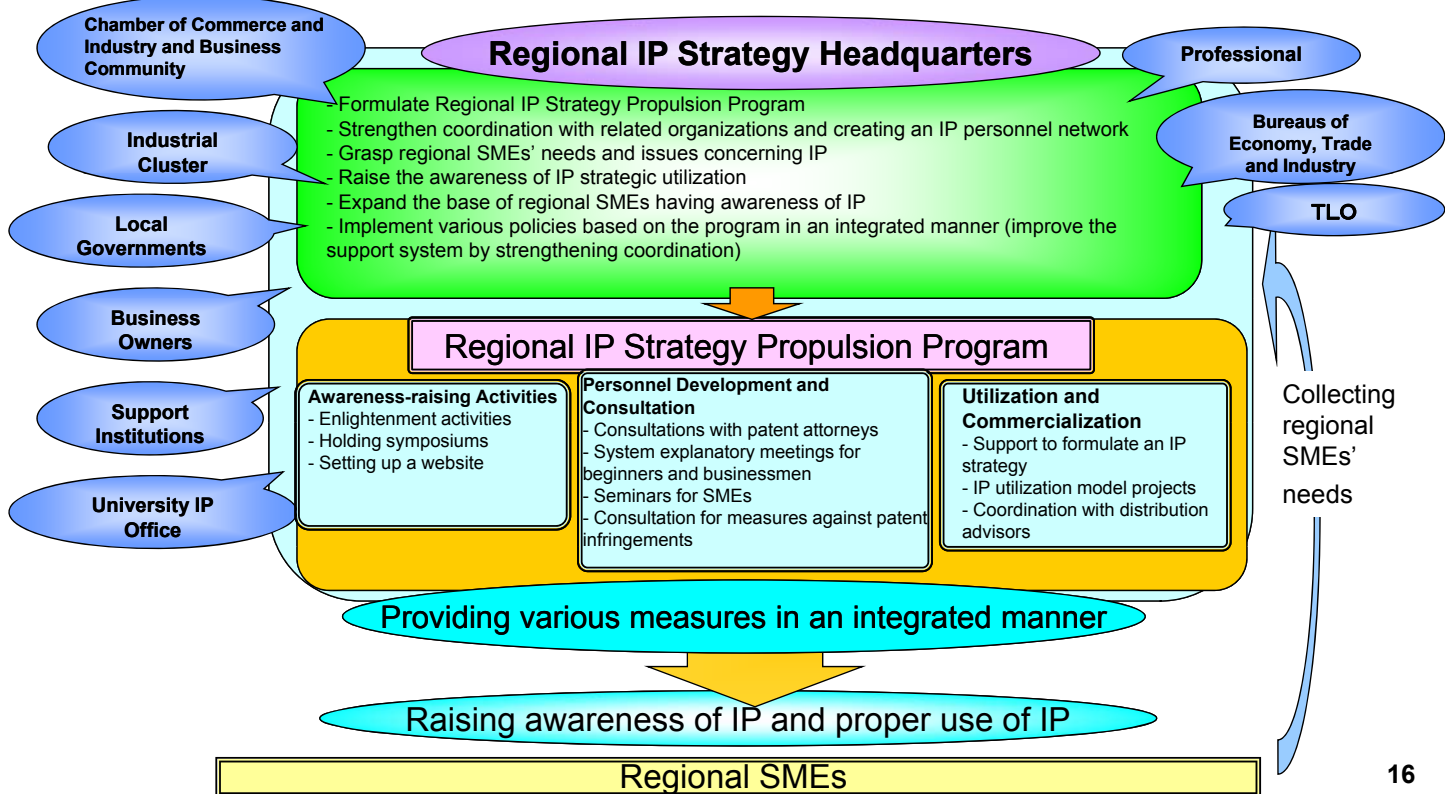 Chamber of Commerce and
Industry and Business
Community
Regional IP Strategy Headquarters
Professional
- Formulate Regional IP Strategy Propulsion Program
- Strengthen coordination with related organizations and creating an IP personnel network
- Grasp regional SMEs' needs and issues concerning IP
- Raise the awareness of IP strategic utilization
- Expand the base of regional SMEs having awareness of IP
- Implement various policies based on the program in an integrated manner (improve the
support system by strengthening coordination)
Industrial
Cluster
Local
Governments
Business
Owners
Support
Institutions
University IP
Office
Bureaus of
Economy, Trade
and Industry
TLO
Regional IP Strategy Propulsion Program
Awareness-raising Activities
- Enlightenment activities
- Holding symposiums
- Setting up a website
Personnel Development and
Consultation
- Consultations with patent attorneys
- System explanatory meetings for
beginners and businessmen
- Seminars for SMEs
- Consultation for measures against patent
infringements
Utilization and
Commercialization
- Support to formulate an IP
strategy
- IP utilization model projects
- Coordination with distribution
advisors
Collecting
regional
SMEs'
needs
Providing various measures in an integrated manner
Raising awareness of IP and proper use of IP
Regional SMEs
16